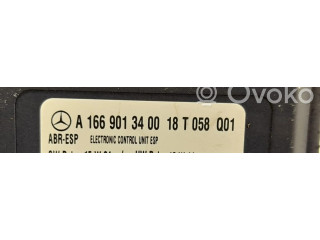 Ovoko
A 166 901 34 00 18 T 058 Q01
ABR-ESP ELECTRONIC CONTROL UNIT ESP